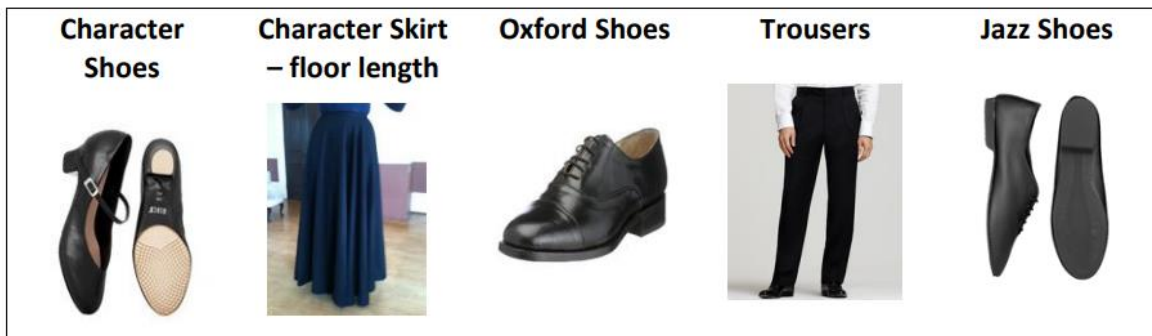 Character
Shoes
Character Skirt
– floor length
Oxford Shoes
Trousers
Jazz Shoes